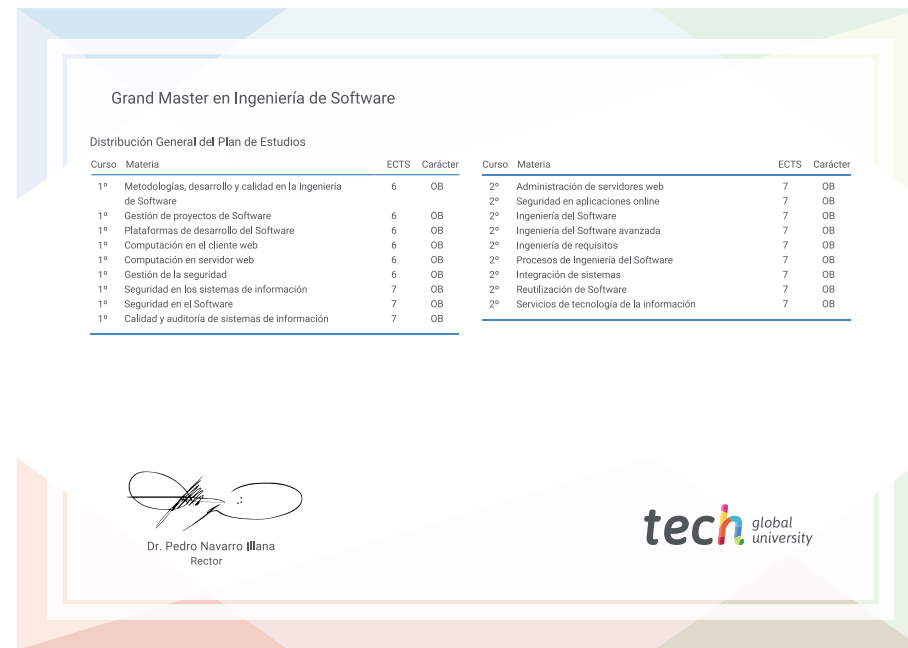 Grand Master en Ingeniería de Software
Distribución General del Plan de Estudios
Curso Materia ECTS Carácter
1º Metodologías, desarrollo y calidad en la Ingeniería 6 OB
de Software
1º Gestión de proyectos de Software 6 OB
1º Plataformas de desarrollo del Software 6 OB
1º Computación en el cliente web 6 OB
1º Computación en servidor web 6 OB
1º Gestión de la seguridad 6 OB
1º Seguridad en los sistemas de información 7 OB
1º Seguridad en el Software 7 OB
1º Calidad y auditoría de sistemas de información 7 OB
Curso Materia ECTS Carácter
2º Administración de servidores web 7 OB
2º Seguridad en aplicaciones online 7 OB
2º Ingeniería del Software 7 OB
2º Ingeniería del Software avanzada 7 OB
2º Ingeniería de requisitos 7 OB
2º Procesos de Ingeniería del Software 7 OB
2º Integración de sistemas 7 OB
2º Reutilización de Software 7 OB
2º Servicios de tecnología de la información 7 OB
Dr. Pedro Navarro Illana
Rector
tech global
university